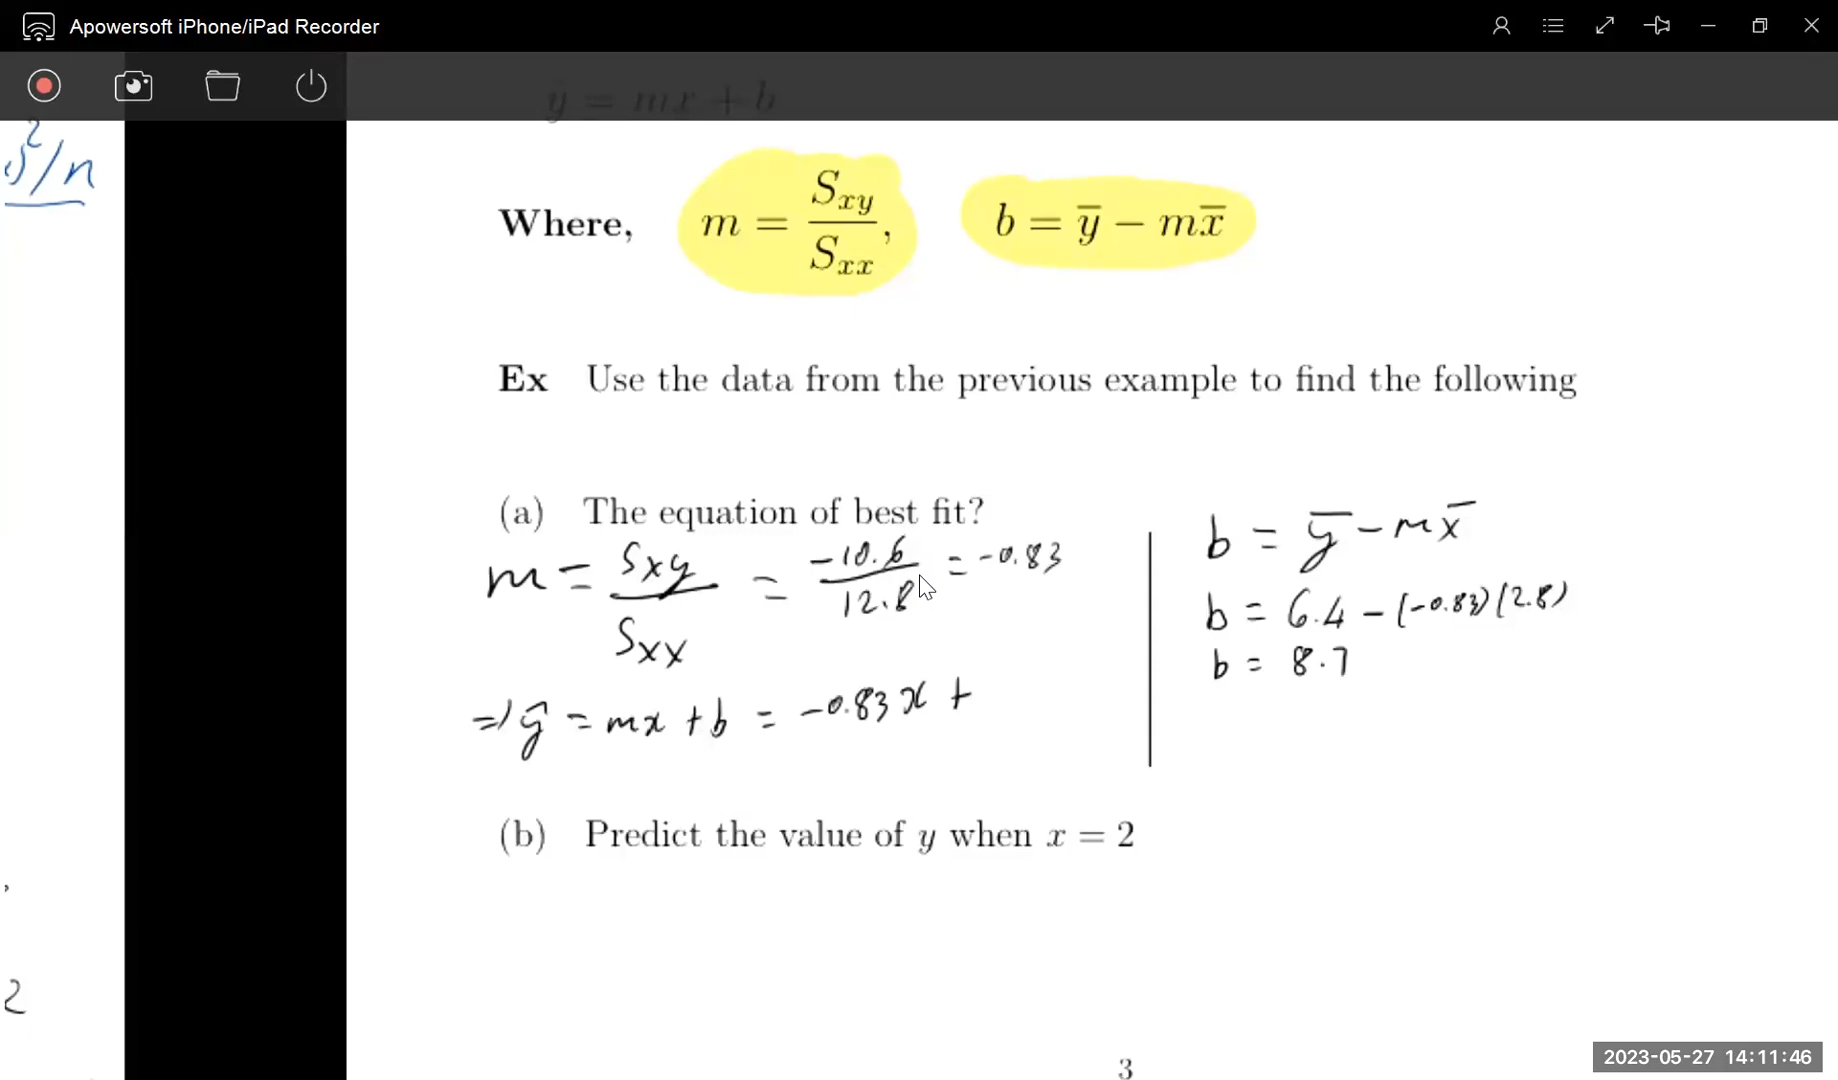 Apowersoft iPhone/iPad Recorder
y = mx + b
s²/n
Where, m = Sxy / Sxx, b = y̅ − mx̅
Ex Use the data from the previous example to find the following
(a) The equation of best fit?
m = Sxy / Sxx = −10.6 / 12.8 = −0.83
⇒ ŷ = mx + b = −0.83x +
b = y̅ − mx̅
b = 6.4 − (−0.83)(2.8)
b = 8.7
(b) Predict the value of y when x = 2
,
2
3
2023-05-27 14:11:46